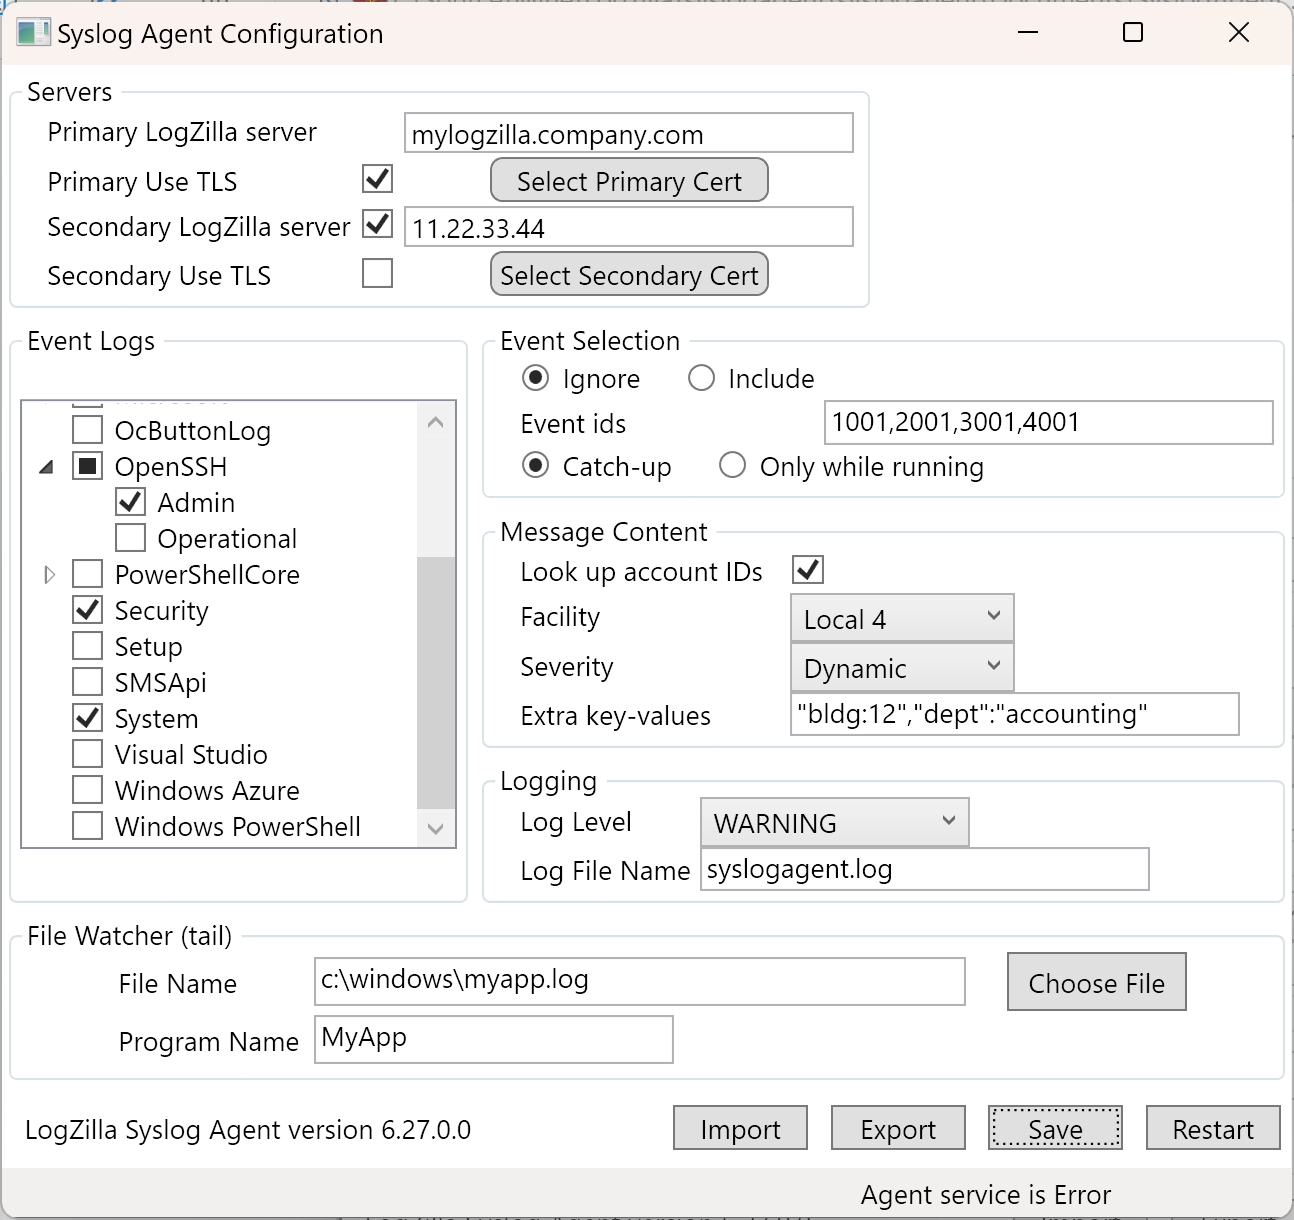 Syslog Agent Configuration
Servers
Primary LogZilla server mylogzilla.company.com
Primary Use TLS Select Primary Cert
Secondary LogZilla server 11.22.33.44
Secondary Use TLS Select Secondary Cert
Event Logs
OcButtonLog
OpenSSH
Admin
Operational
PowerShellCore
Security
Setup
SMSApi
System
Visual Studio
Windows Azure
Windows PowerShell
Event Selection
Ignore Include
Event ids 1001,2001,3001,4001
Catch-up Only while running
Message Content
Look up account IDs
Facility Local 4
Severity Dynamic
Extra key-values "bldg:12","dept":"accounting"
Logging
Log Level WARNING
Log File Name syslogagent.log
File Watcher (tail)
File Name c:\windows\myapp.log Choose File
Program Name MyApp
LogZilla Syslog Agent version 6.27.0.0 Import Export Save Restart
Agent service is Error